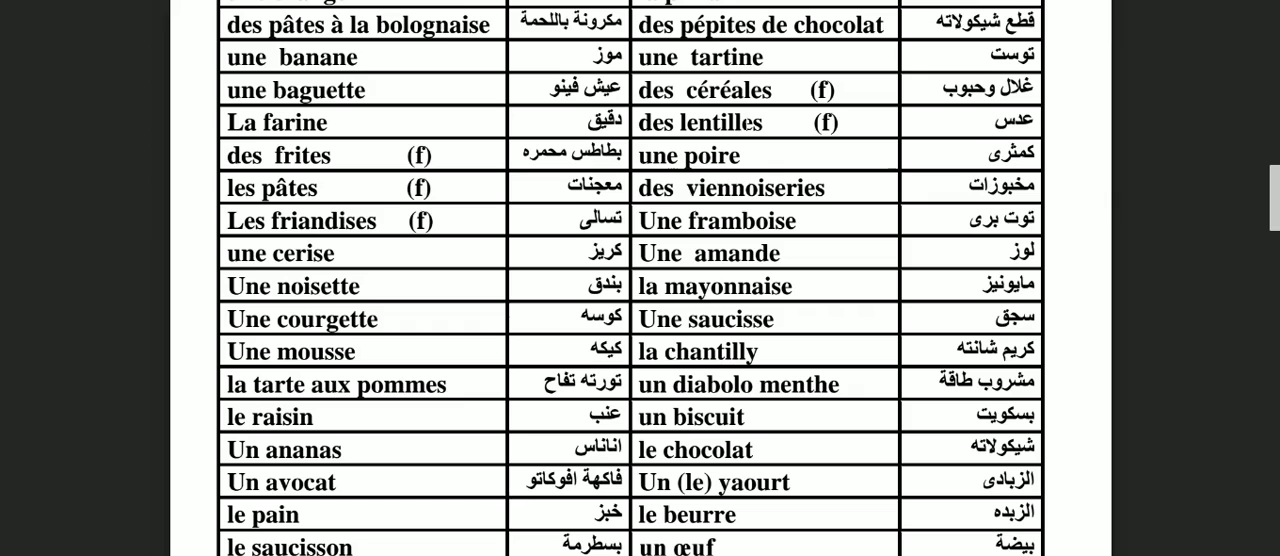 des pâtes à la bolognaise مكرونة باللحمة des pépites de chocolat قطع شيكولاته
une banane موز une tartine توست
une baguette عيش فينو des céréales (f) غلال وحبوب
La farine دقيق des lentilles (f) عدس
des frites (f) بطاطس محمره une poire كمثرى
les pâtes (f) معجنات des viennoiseries مخبوزات
Les friandises (f) تسالى Une framboise توت برى
une cerise كريز Une amande لوز
Une noisette بندق la mayonnaise مايونيز
Une courgette كوسه Une saucisse سجق
Une mousse كيكه la chantilly كريم شانته
la tarte aux pommes تورته تفاح un diabolo menthe مشروب طاقة
le raisin عنب un biscuit بسكويت
Un ananas اناناس le chocolat شيكولاته
Un avocat فاكهة افوكاتو Un (le) yaourt الزبادى
le pain خبز le beurre الزبده
le saucisson بسطرمة un œuf بيضة